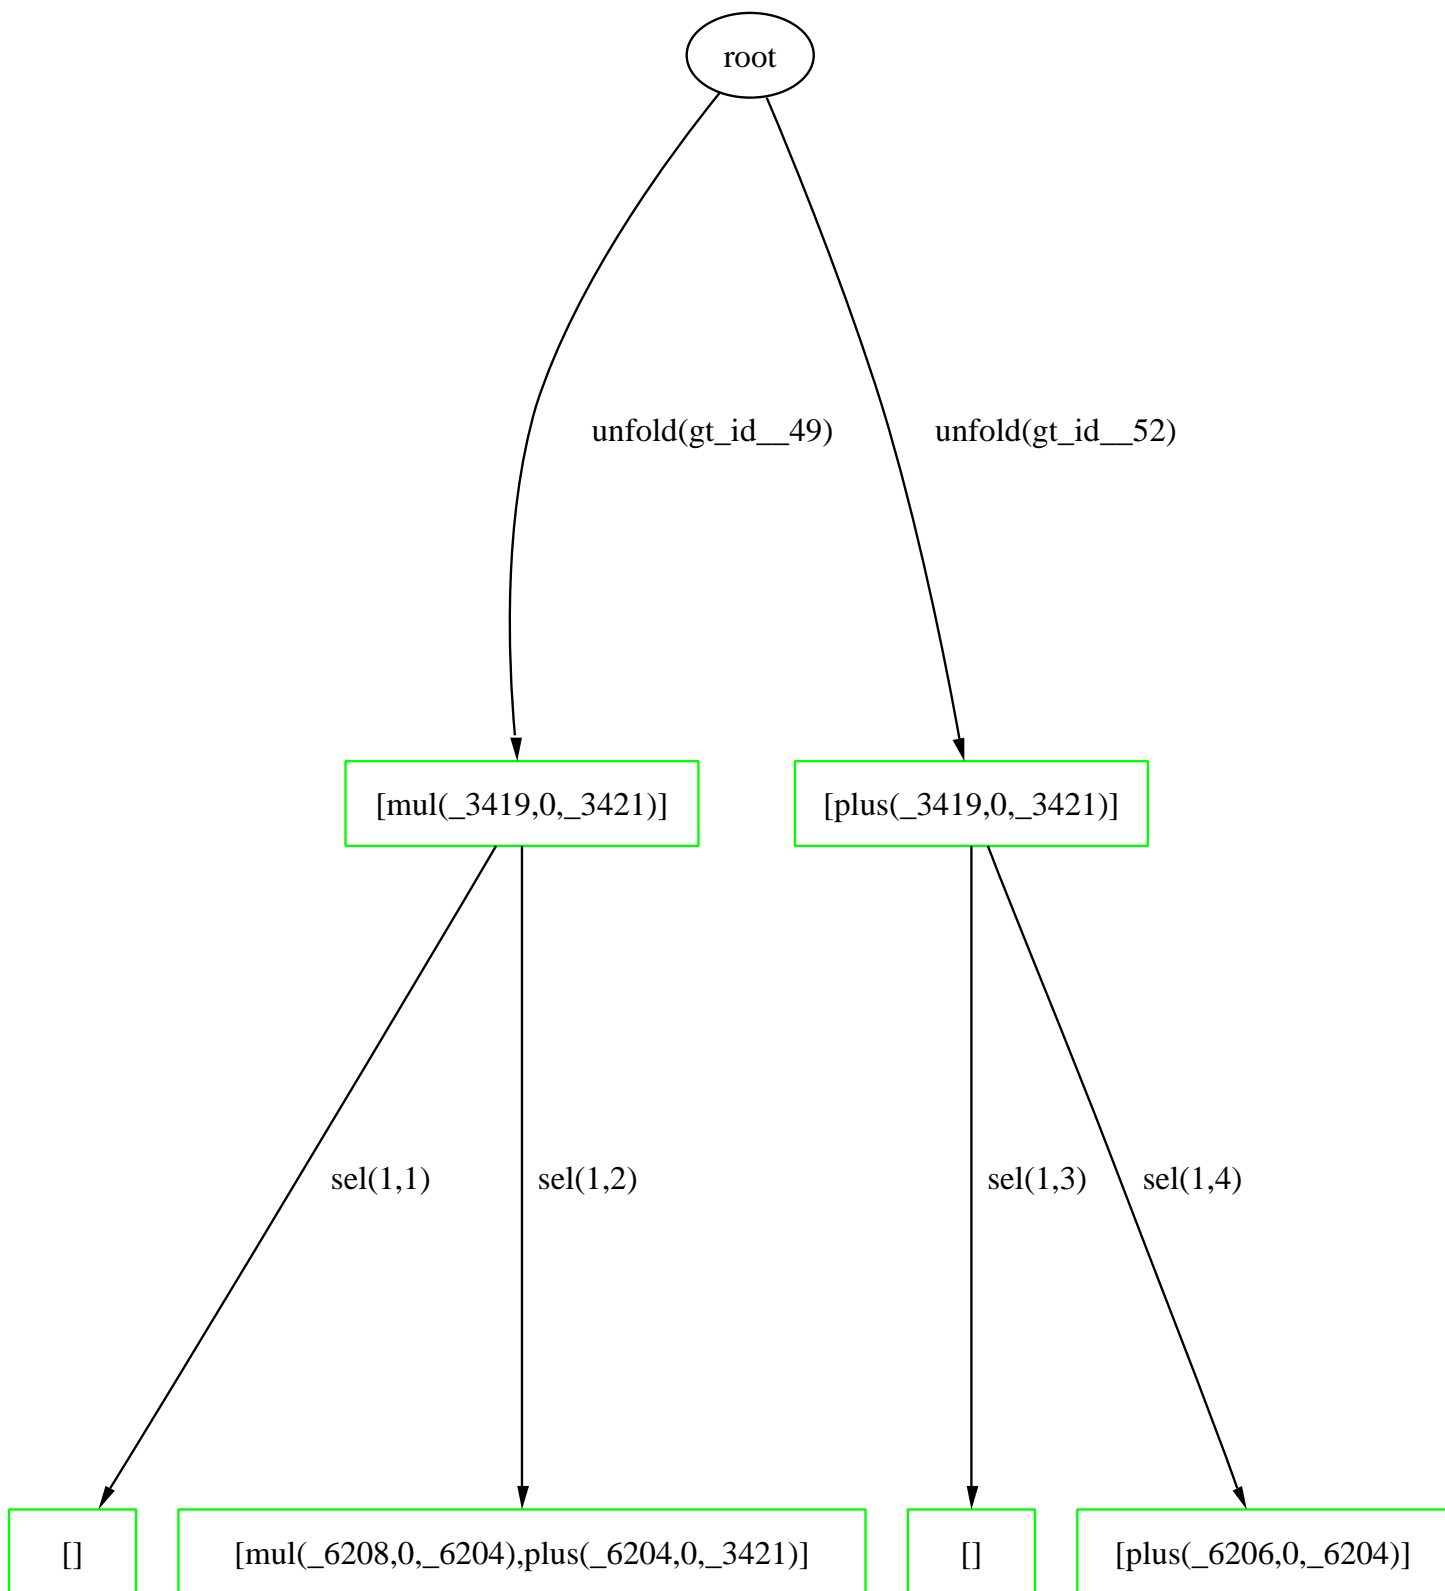 root
unfold(gt_id__49)
unfold(gt_id__52)
[mul(_3419,0,_3421)]
[plus(_3419,0,_3421)]
sel(1,1)
sel(1,2)
sel(1,3)
sel(1,4)
[]
[mul(_6208,0,_6204),plus(_6204,0,_3421)]
[]
[plus(_6206,0,_6204)]